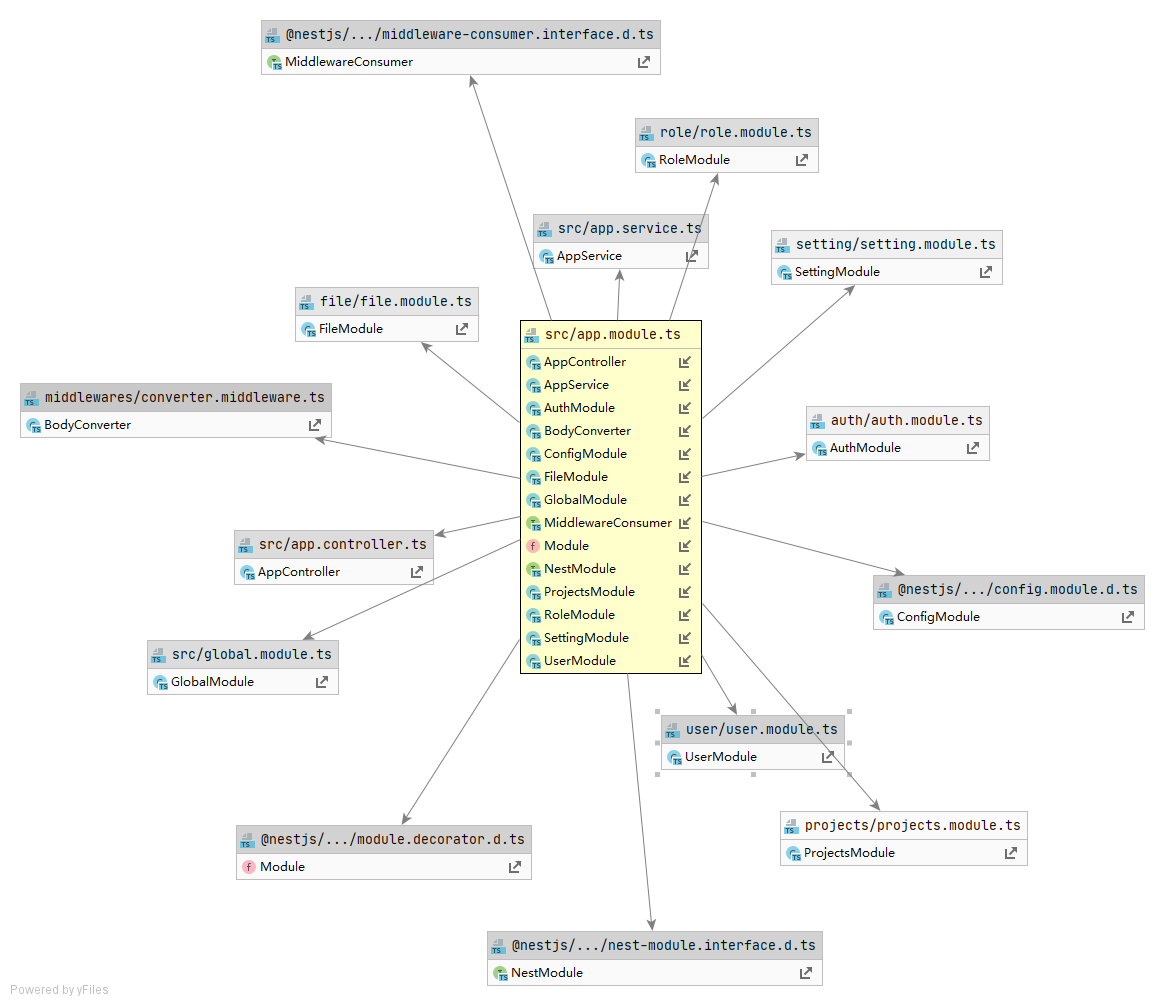 @nestjs/.../middleware-consumer.interface.d.ts
MiddlewareConsumer
role/role.module.ts
RoleModule
src/app.service.ts
AppService
setting/setting.module.ts
SettingModule
file/file.module.ts
FileModule
src/app.module.ts
AppController
AppService
AuthModule
BodyConverter
ConfigModule
FileModule
GlobalModule
MiddlewareConsumer
Module
NestModule
ProjectsModule
RoleModule
SettingModule
UserModule
middlewares/converter.middleware.ts
BodyConverter
auth/auth.module.ts
AuthModule
src/app.controller.ts
AppController
@nestjs/.../config.module.d.ts
ConfigModule
src/global.module.ts
GlobalModule
user/user.module.ts
UserModule
@nestjs/.../module.decorator.d.ts
Module
projects/projects.module.ts
ProjectsModule
@nestjs/.../nest-module.interface.d.ts
NestModule
Powered by yFiles